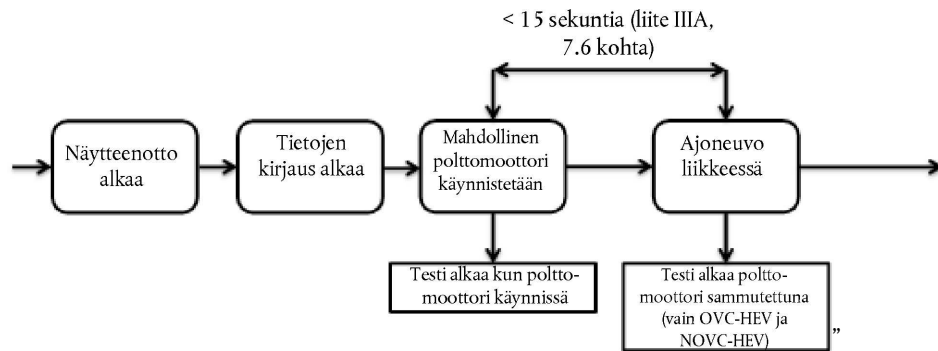 < 15 sekuntia (liite IIIA,
7.6 kohta)
Näytteenotto
alkaa
Tietojen
kirjaus alkaa
Mahdollinen
polttomoottori
käynnistetään
Ajoneuvo
liikkeessä
Testi alkaa kun poltto-
moottori käynnissä
Testi alkaa poltto-
moottori sammutettuna
(vain OVC-HEV ja
NOVC-HEV)
”